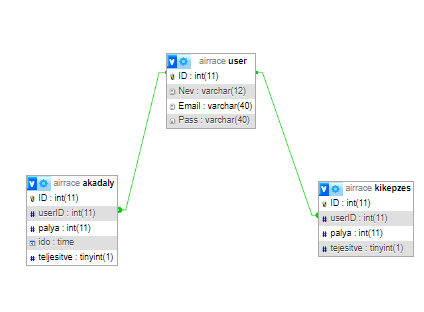 airrace user
ID : int(11)
Nev : varchar(12)
Email : varchar(40)
Pass : varchar(40)
airrace akadaly
ID : int(11)
userID : int(11)
palya : int(11)
ido : time
teljesitve : tinyint(1)
airrace kikepzes
ID : int(11)
userID : int(11)
palya : int(11)
tejesitve : tinyint(1)